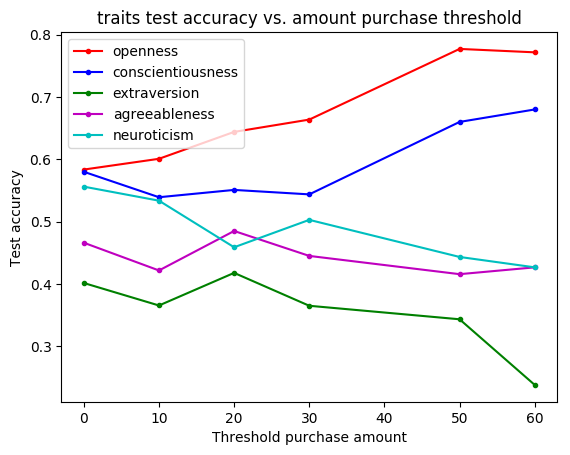 traits test accuracy vs. amount purchase threshold
openness
conscientiousness
extraversion
agreeableness
neuroticism
Test accuracy
0.8
0.7
0.6
0.5
0.4
0.3
0 10 20 30 40 50 60
Threshold purchase amount